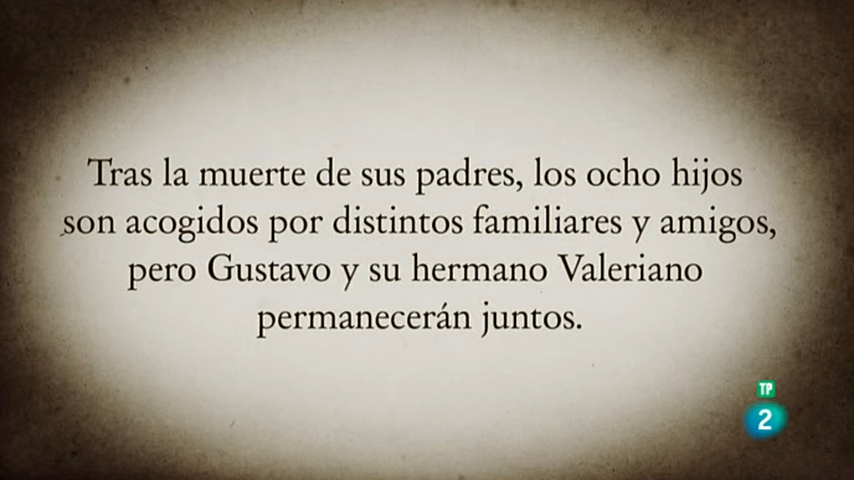 Tras la muerte de sus padres, los ocho hijos
son acogidos por distintos familiares y amigos,
pero Gustavo y su hermano Valeriano
permanecerán juntos.
TP
2